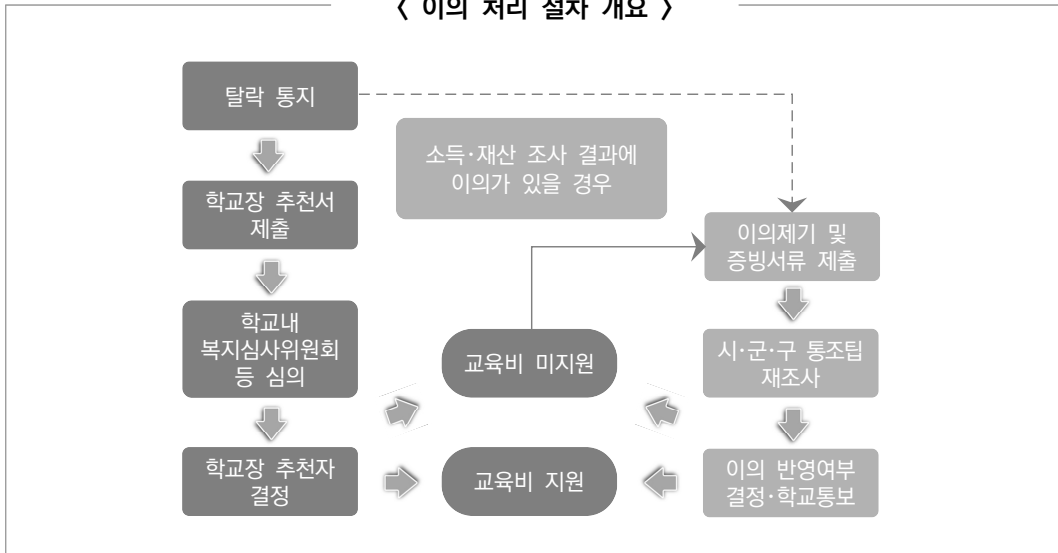 〈 이의 처리 절차 개요 〉
탈락 통지
소득·재산 조사 결과에
이의가 있을 경우
학교장 추천서
제출
이의제기 및
증빙서류 제출
학교내
복지심사위원회
등 심의
교육비 미지원
시·군·구 통조팁
재조사
학교장 추천자
결정
교육비 지원
이의 반영여부
결정·학교통보